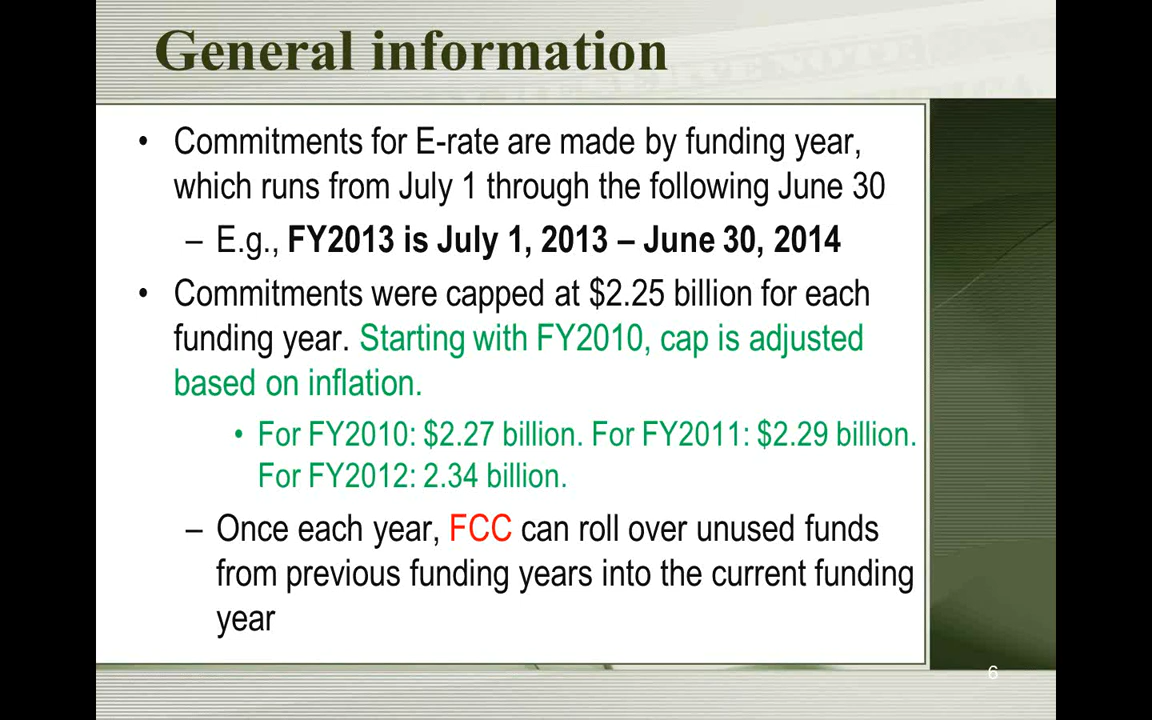 General information
• Commitments for E-rate are made by funding year,
which runs from July 1 through the following June 30
– E.g., FY2013 is July 1, 2013 – June 30, 2014
• Commitments were capped at $2.25 billion for each
funding year. Starting with FY2010, cap is adjusted
based on inflation.
• For FY2010: $2.27 billion. For FY2011: $2.29 billion.
For FY2012: 2.34 billion.
– Once each year, FCC can roll over unused funds
from previous funding years into the current funding
year
6